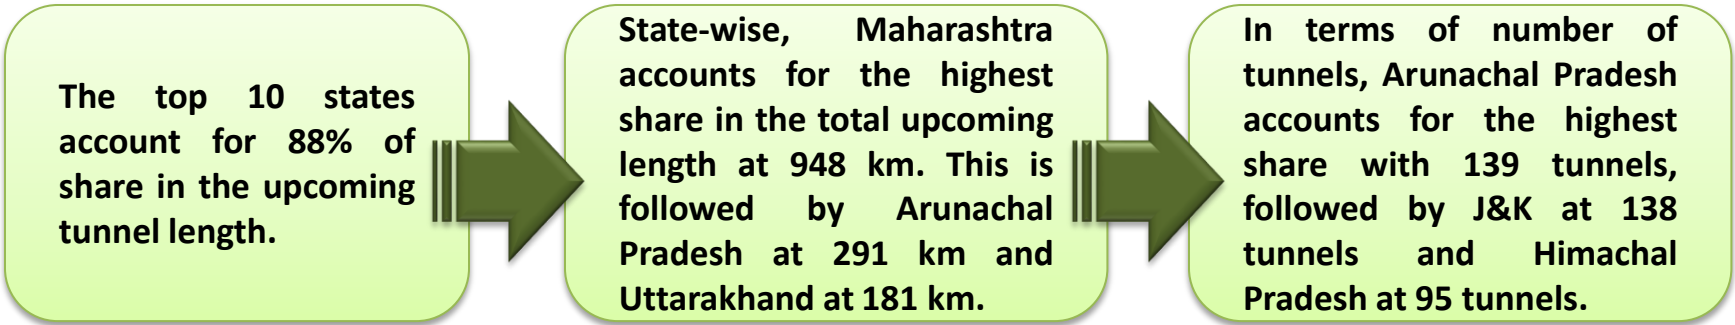 The top 10 states
account for 88% of
share in the upcoming
tunnel length.
State-wise, Maharashtra
accounts for the highest
share in the total upcoming
length at 948 km. This is
followed by Arunachal
Pradesh at 291 km and
Uttarakhand at 181 km.
In terms of number of
tunnels, Arunachal Pradesh
accounts for the highest
share with 139 tunnels,
followed by J&K at 138
tunnels and Himachal
Pradesh at 95 tunnels.